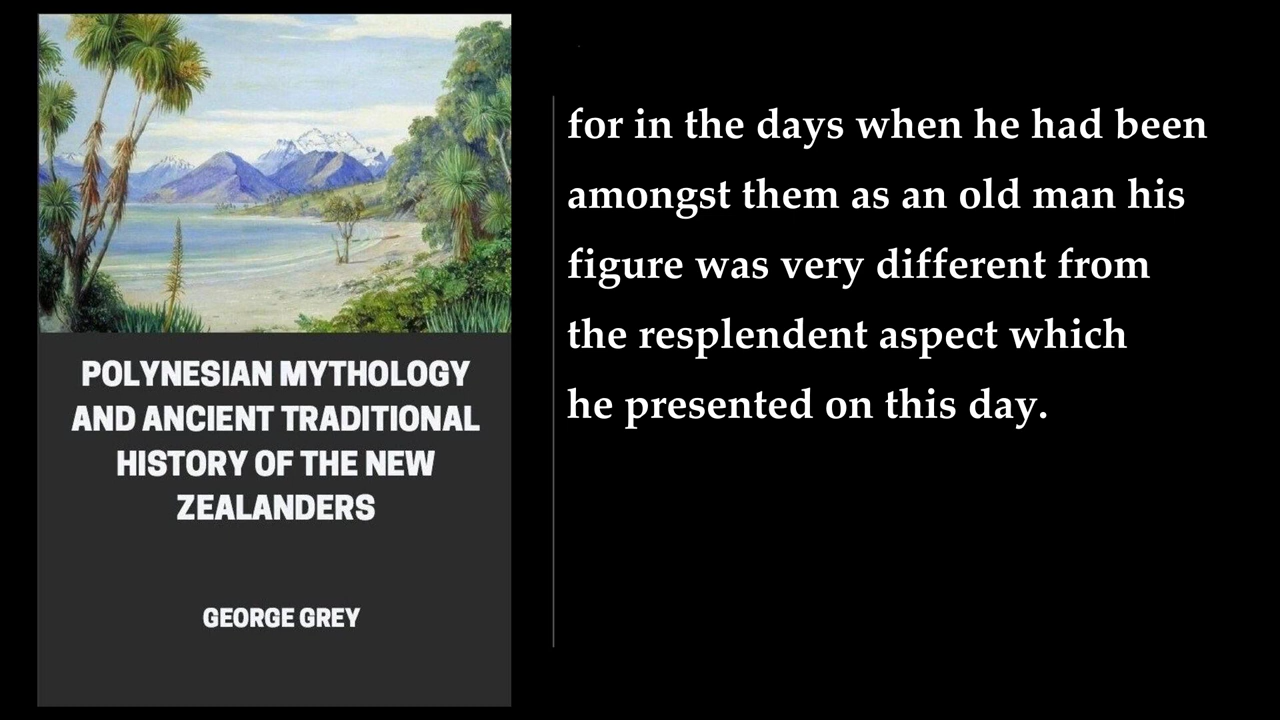 POLYNESIAN MYTHOLOGY
AND ANCIENT TRADITIONAL
HISTORY OF THE NEW
ZEALANDERS
GEORGE GREY
for in the days when he had been
amongst them as an old man his
figure was very different from
the resplendent aspect which
he presented on this day.